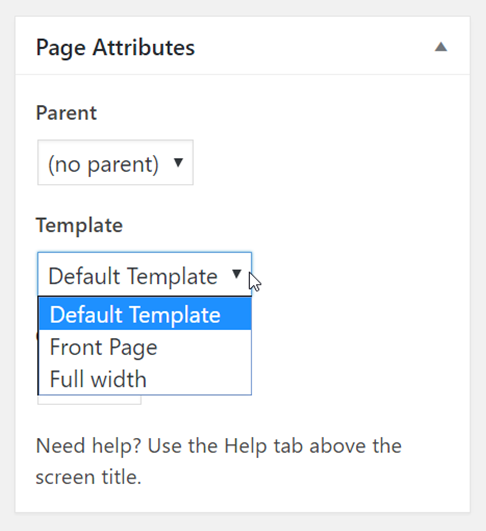 Page Attributes
Parent
(no parent)
Template
Default Template
Default Template
Front Page
Full width
Need help? Use the Help tab above the
screen title.